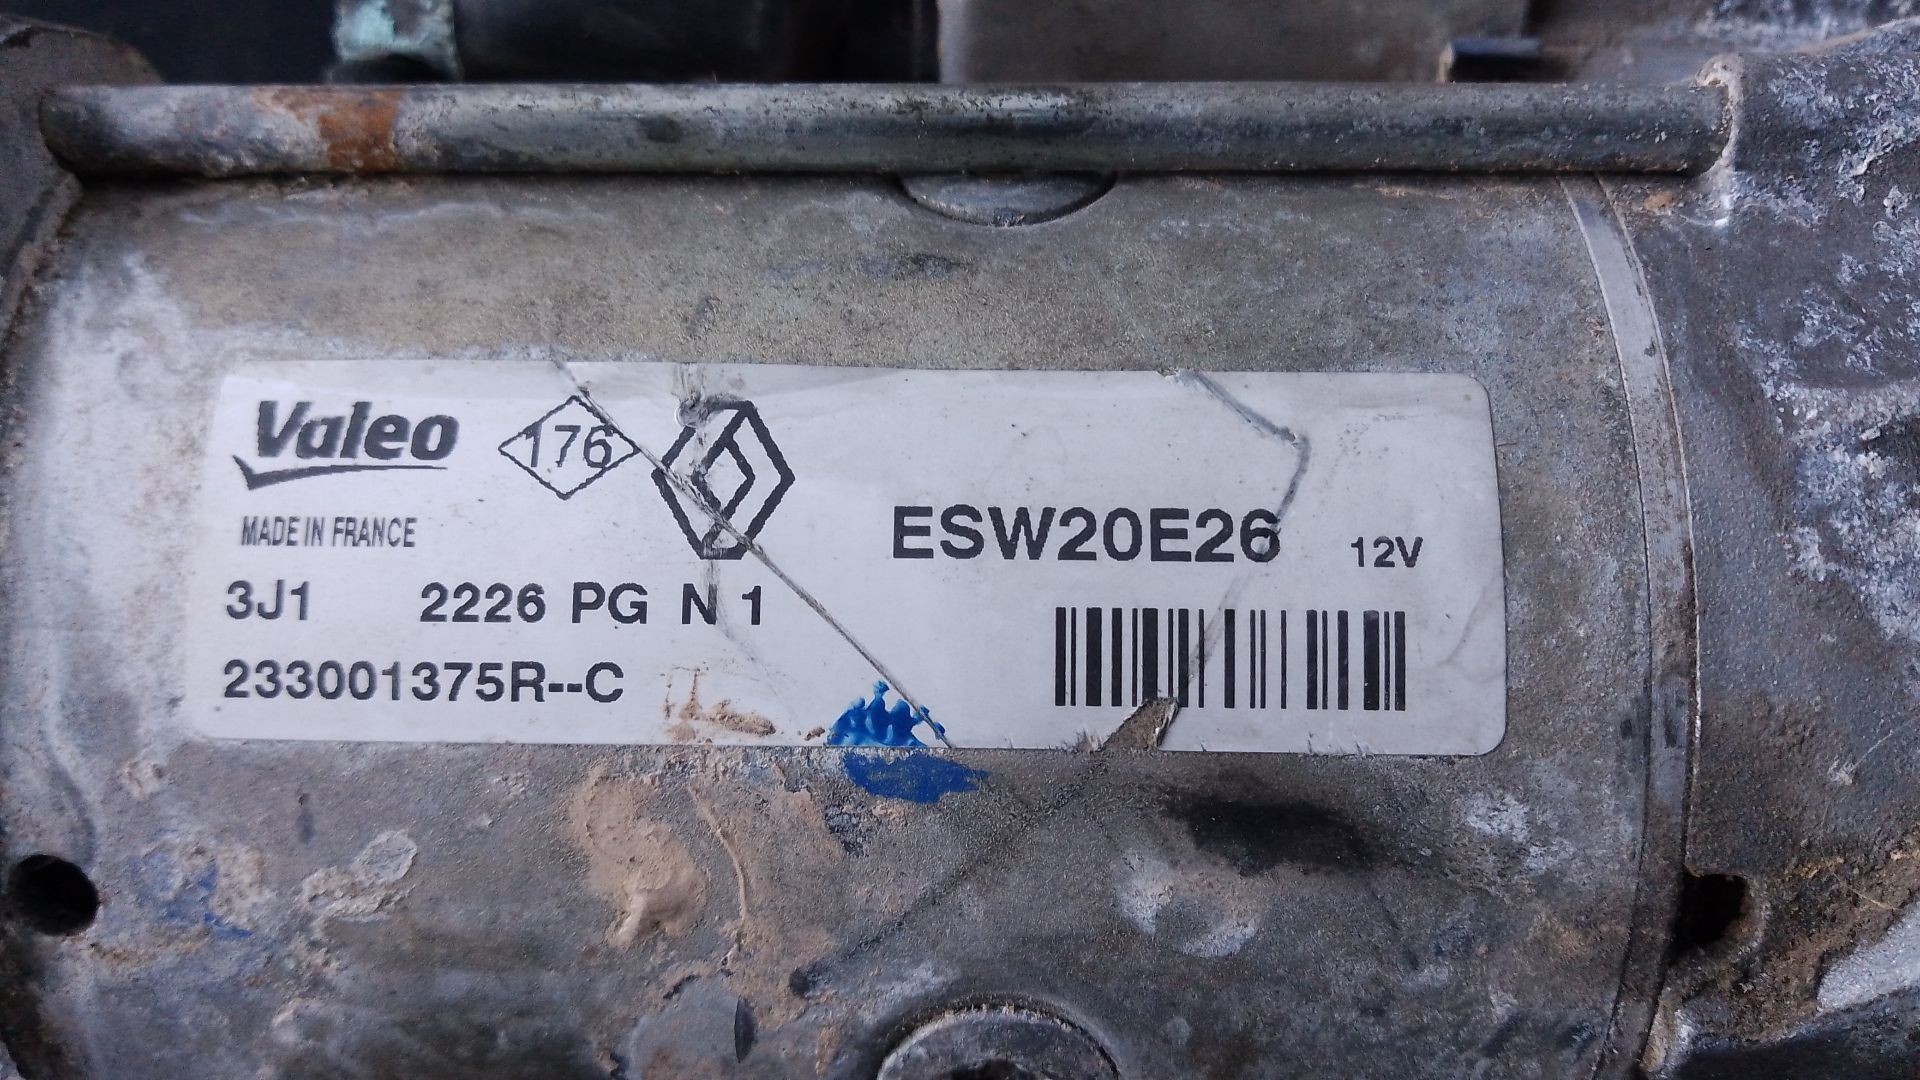 Valeo
176
MADE IN FRANCE
ESW20E26 12V
3J1 2226 PG N 1
233001375R--C